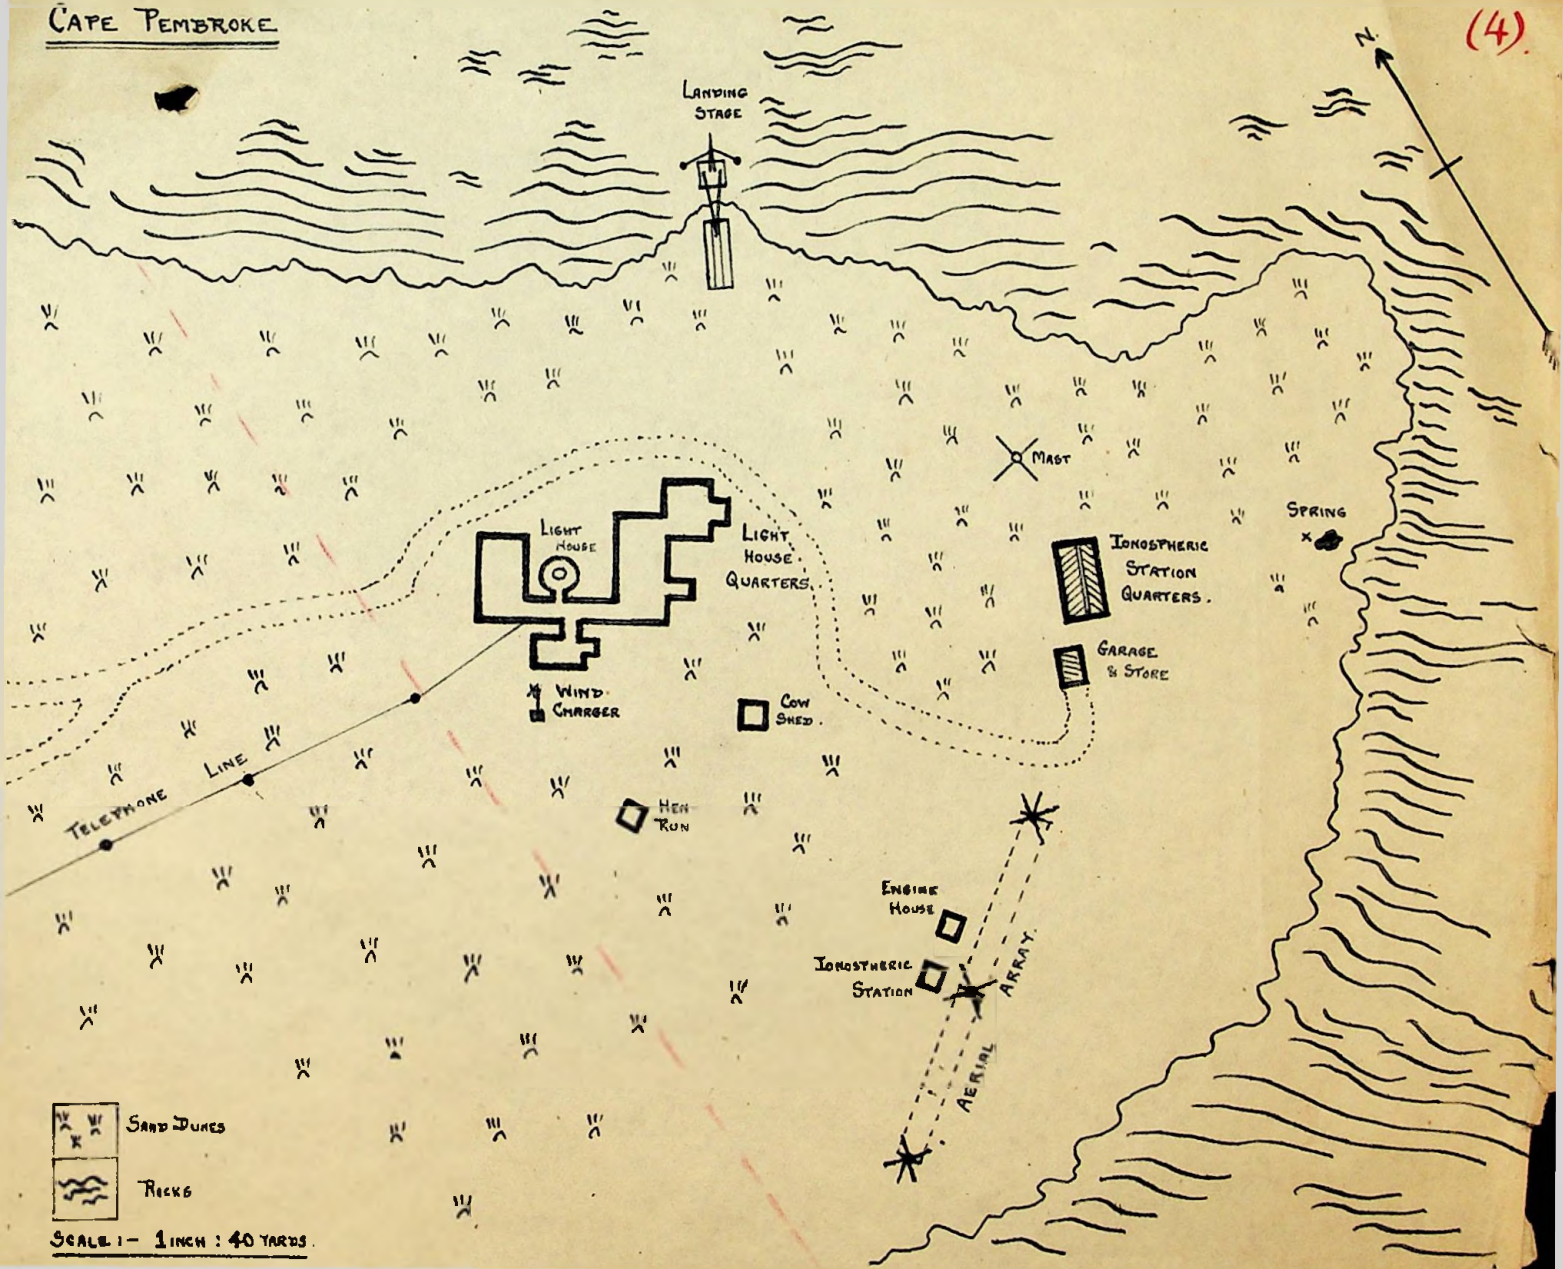 CAPE PEMBROKE
(4).
N
LANDING
STAGE
MAST
SPRING
x
LIGHT
HOUSE
LIGHT
HOUSE
QUARTERS.
IONOSPHERIC
STATION
QUARTERS.
GARAGE
& STORE
WIND
CHARGER
COW
SHED.
TELEPHONE LINE
HEN
RUN
ENGINE
HOUSE
IONOSPHERIC
STATION
AERIAL ARRAY.
SAND DUNES
ROCKS
SCALE :- 1 INCH : 40 YARDS.